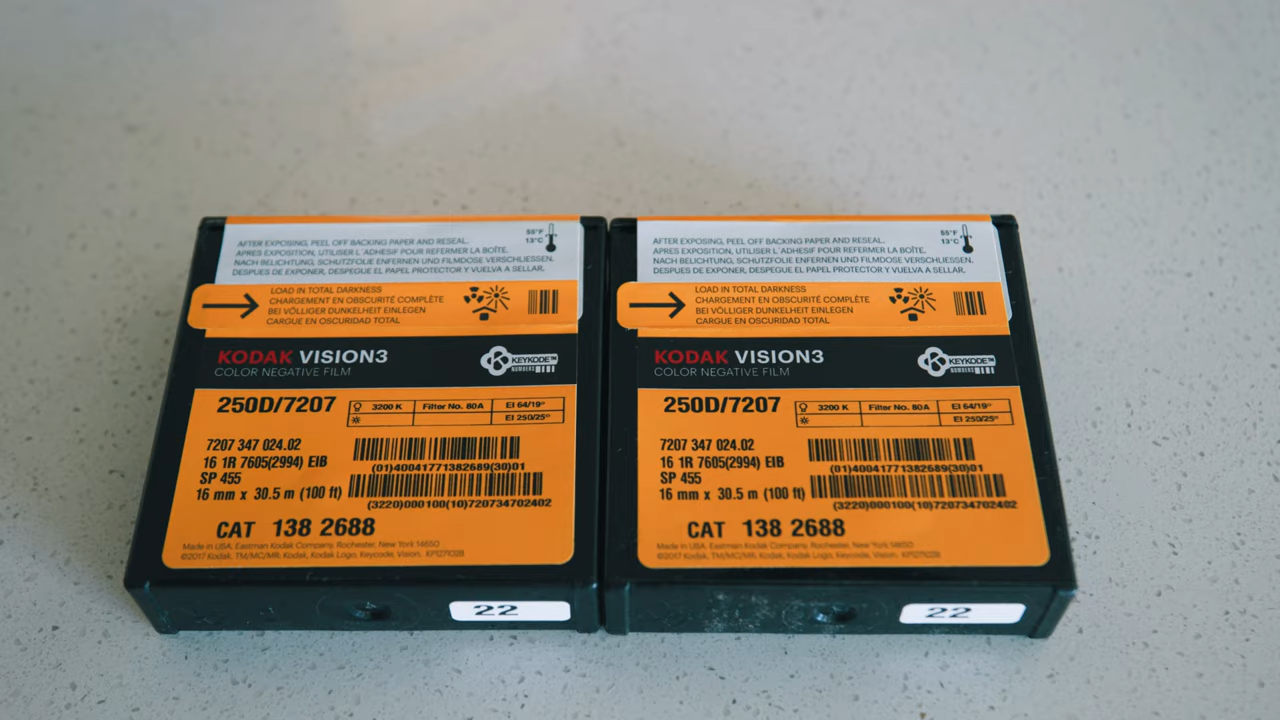 AFTER EXPOSING, PEEL OFF BACKING PAPER AND RESEAL.
APRES EXPOSITION, UTILISER L'ADHESIF POUR REFERMER LA BOÎTE.
NACH BELICHTUNG, SCHUTZFOLIE ENFERNEN UND FILMDOSE VERSCHLIESSEN.
DESPUES DE EXPONER, DESPEGUE EL PAPEL PROTECTOR Y VUELVA A SELLAR.
55°F
13°C
LOAD IN TOTAL DARKNESS
CHARGEMENT EN OBSCURITÉ COMPLÈTE
BEI VÖLLIGER DUNKELHEIT EINLEGEN
CARGUE EN OSCURIDAD TOTAL
KODAK VISION3
COLOR NEGATIVE FILM
KEYKODE™
NUMBERS
250D/7207
3200 K Filter No. 80A EI 64/19°
EI 250/25°
7207 347 024.02
16 1R 7605(2994) EIB
SP 455
16 mm x 30.5 m (100 ft)
(01)40041771382689(30)01
(3220)000100(10)720734702402
CAT 138 2688
Made in USA, Eastman Kodak Company, Rochester, New York 14650
©2017 Kodak, TM/MC/MR: Kodak, Kodak Logo, Keycode, Vision.
22
AFTER EXPOSING, PEEL OFF BACKING PAPER AND RESEAL.
APRES EXPOSITION, UTILISER L'ADHESIF POUR REFERMER LA BOÎTE.
NACH BELICHTUNG, SCHUTZFOLIE ENFERNEN UND FILMDOSE VERSCHLIESSEN.
DESPUES DE EXPONER, DESPEGUE EL PAPEL PROTECTOR Y VUELVA A SELLAR.
55°F
13°C
LOAD IN TOTAL DARKNESS
CHARGEMENT EN OBSCURITÉ COMPLÈTE
BEI VÖLLIGER DUNKELHEIT EINLEGEN
CARGUE EN OSCURIDAD TOTAL
KODAK VISION3
COLOR NEGATIVE FILM
KEYKODE™
NUMBERS
250D/7207
3200 K Filter No. 80A EI 64/19°
EI 250/25°
7207 347 024.02
16 1R 7605(2994) EIB
SP 455
16 mm x 30.5 m (100 ft)
(01)40041771382689(30)01
(3220)000100(10)720734702402
CAT 138 2688
Made in USA, Eastman Kodak Company, Rochester, New York 14650
©2017 Kodak, TM/MC/MR: Kodak, Kodak Logo, Keycode, Vision.
22